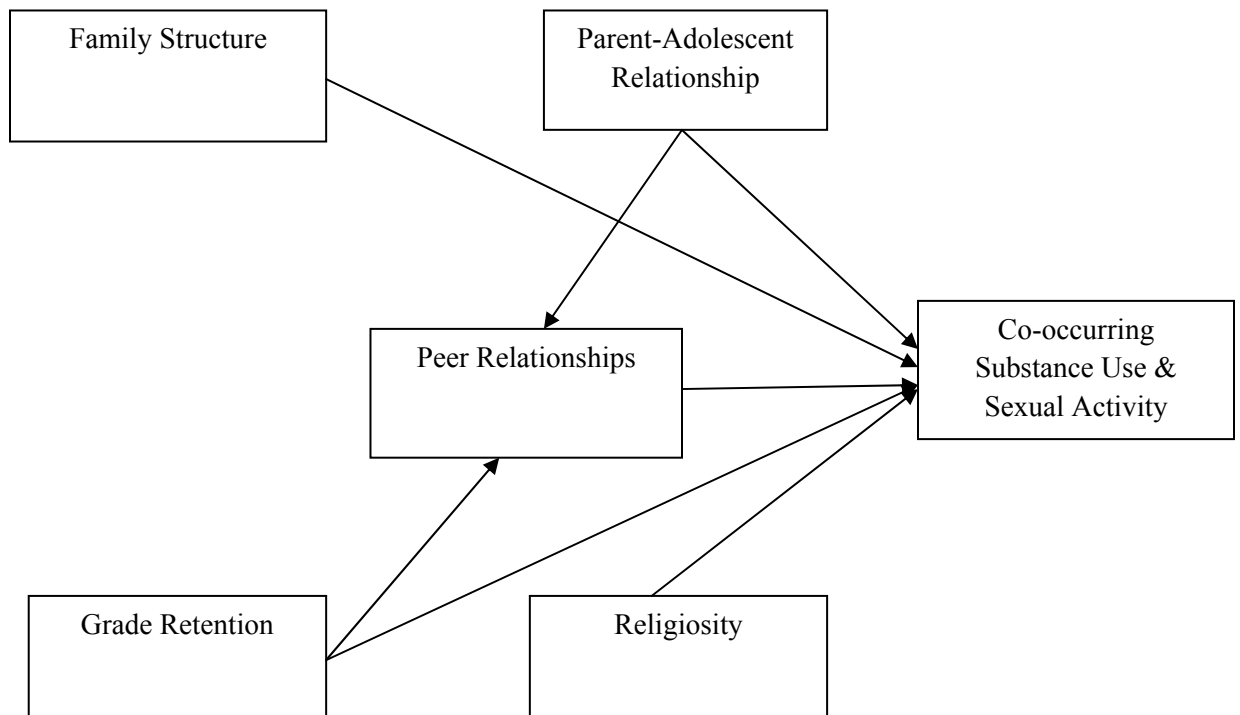 Family Structure
Parent-Adolescent
Relationship
Peer Relationships
Co-occurring
Substance Use &
Sexual Activity
Grade Retention
Religiosity